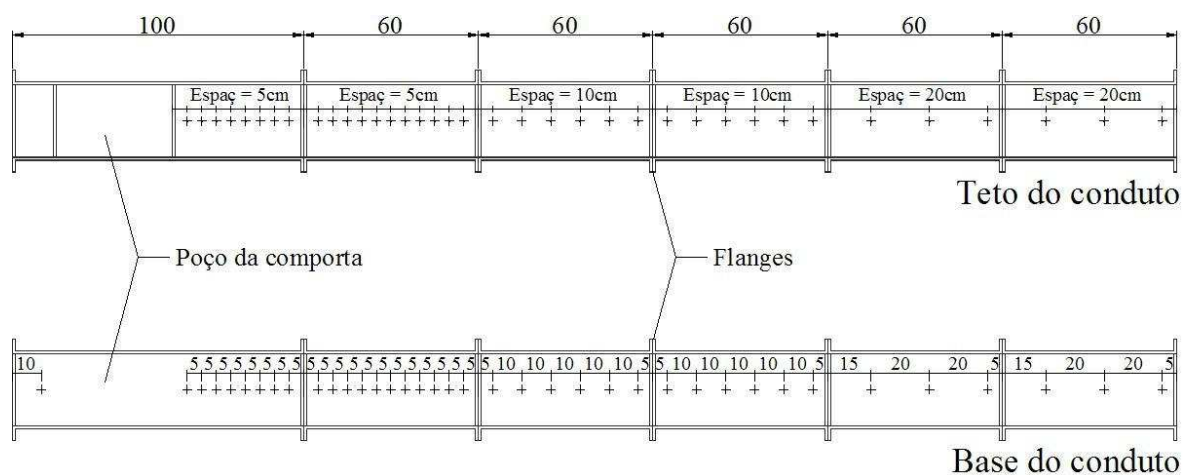 100 60 60 60 60 60
Espaç = 5cm Espaç = 5cm Espaç = 10cm Espaç = 10cm Espaç = 20cm Espaç = 20cm
Teto do conduto
Poço da comporta Flanges
10 5 5 5 5 5 5 5 5 5 5 5 5 5 5 5 5 5 5 5 5 5 10 10 10 10 10 5 5 10 10 10 10 10 5 15 20 20 5 15 20 20 5
Base do conduto